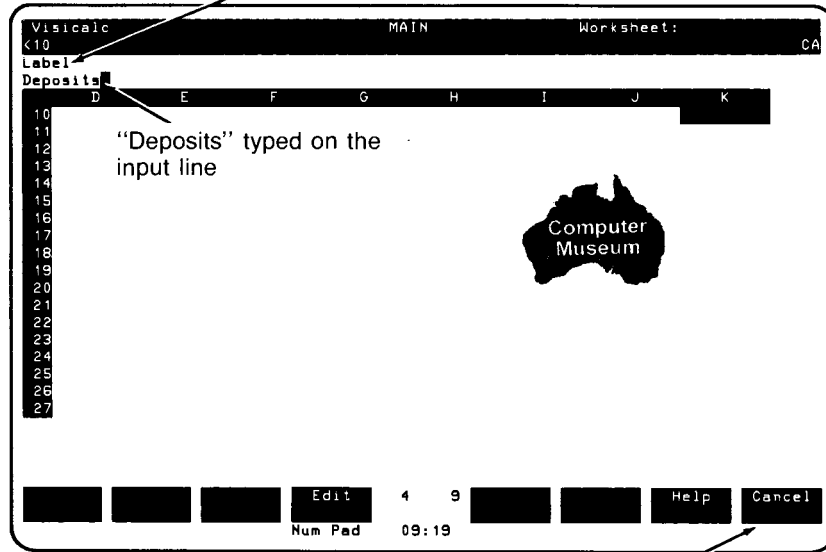 Visicalc MAIN Worksheet:
<10 CA
Label
Deposits
D E F G H I J K
10
11
12
13
14
15
16
17
18
19
20
21
22
23
24
25
26
27
"Deposits" typed on the
input line
Computer
Museum
Edit 4 9 Help Cancel
Num Pad 09:19